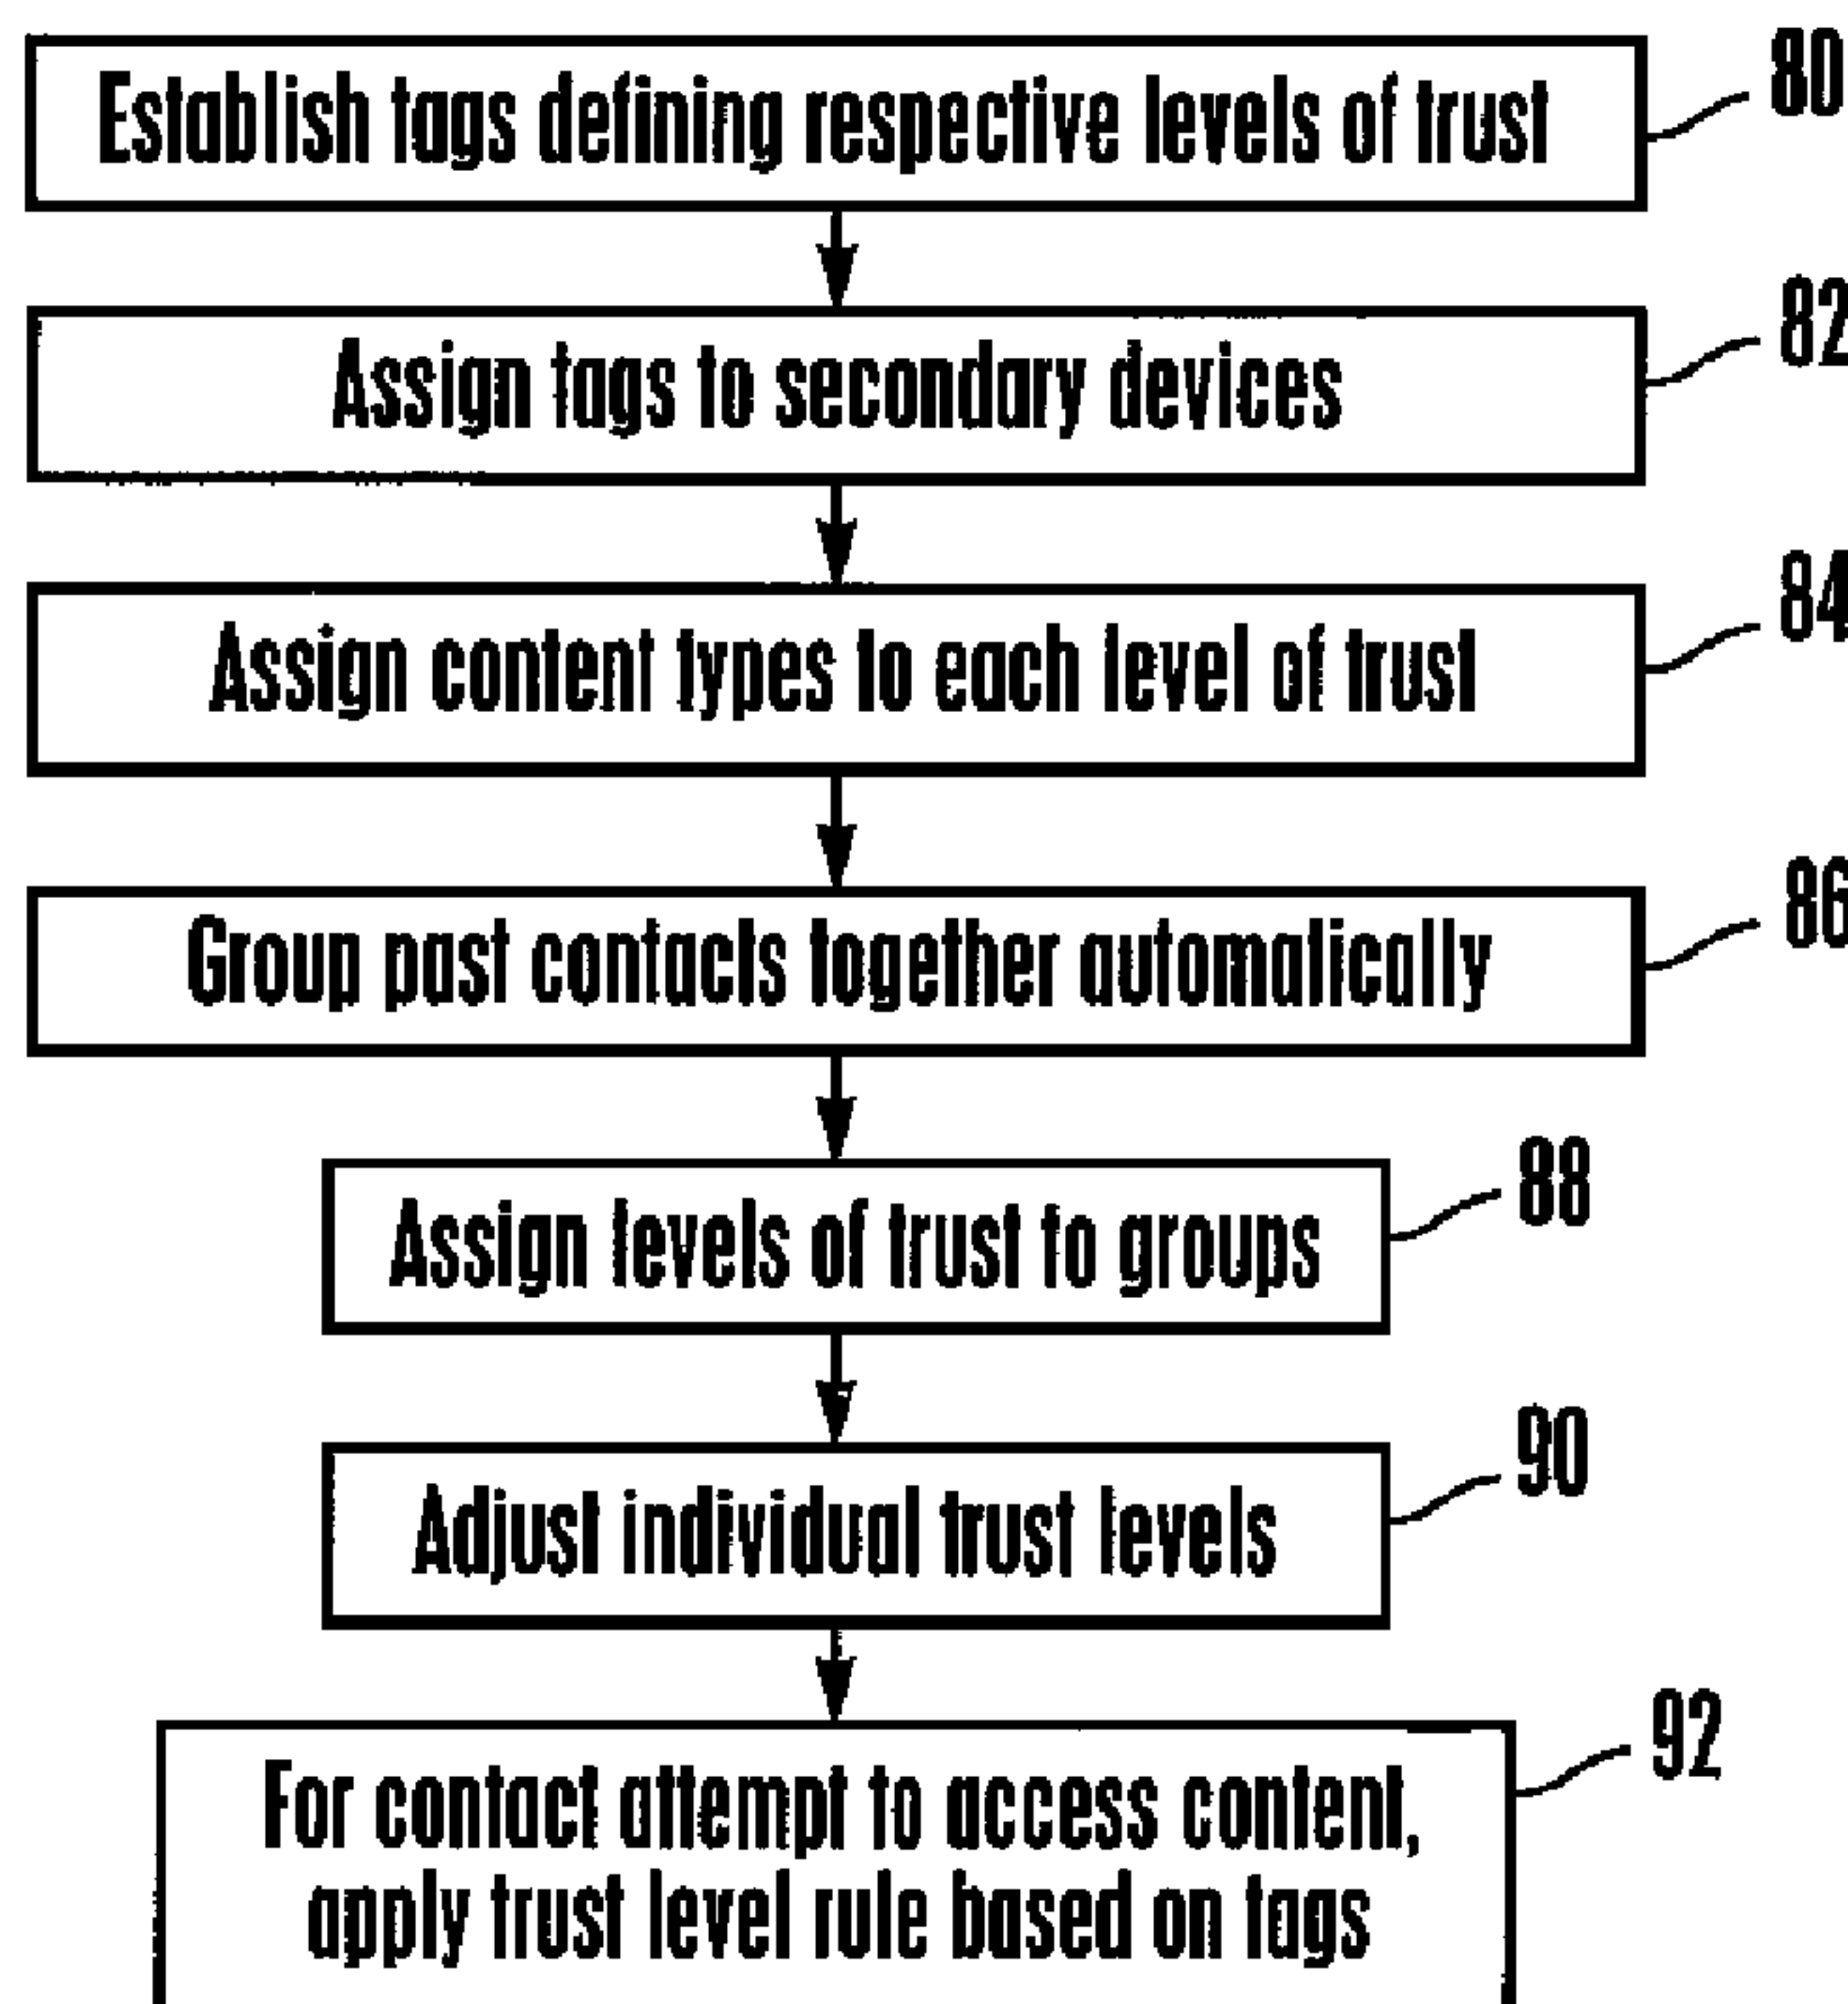 Establish tags defining respective levels of trust
80
Assign tags to secondary devices
82
Assign content types to each level of trust
84
Group past contacts together automatically
86
Assign levels of trust to groups
88
Adjust individual trust levels
90
For contact attempt to access content,
apply trust level rule based on tags
92